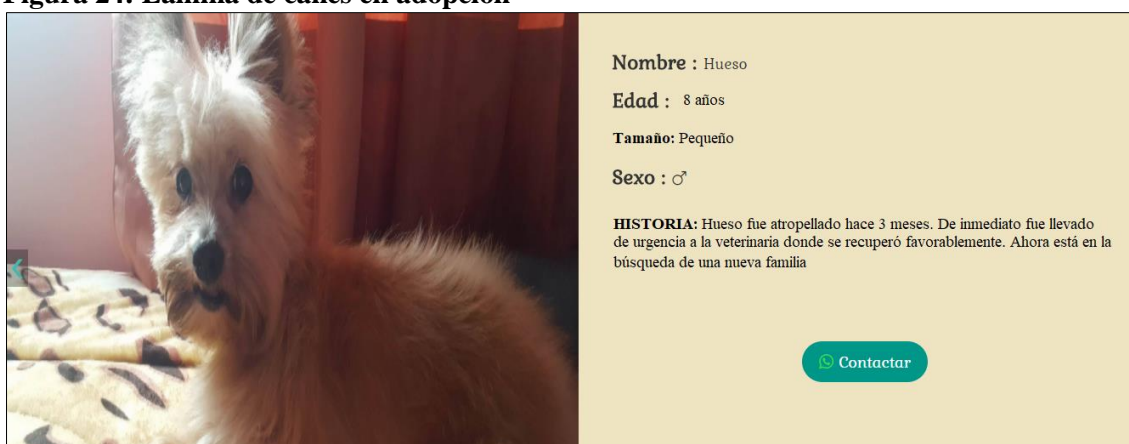 Figura 24: Lámina de canes en adopción
Nombre : Hueso
Edad : 8 años
Tamaño: Pequeño
Sexo : ♂
HISTORIA: Hueso fue atropellado hace 3 meses. De inmediato fue llevado
de urgencia a la veterinaria donde se recuperó favorablemente. Ahora está en la
búsqueda de una nueva familia
Contactar